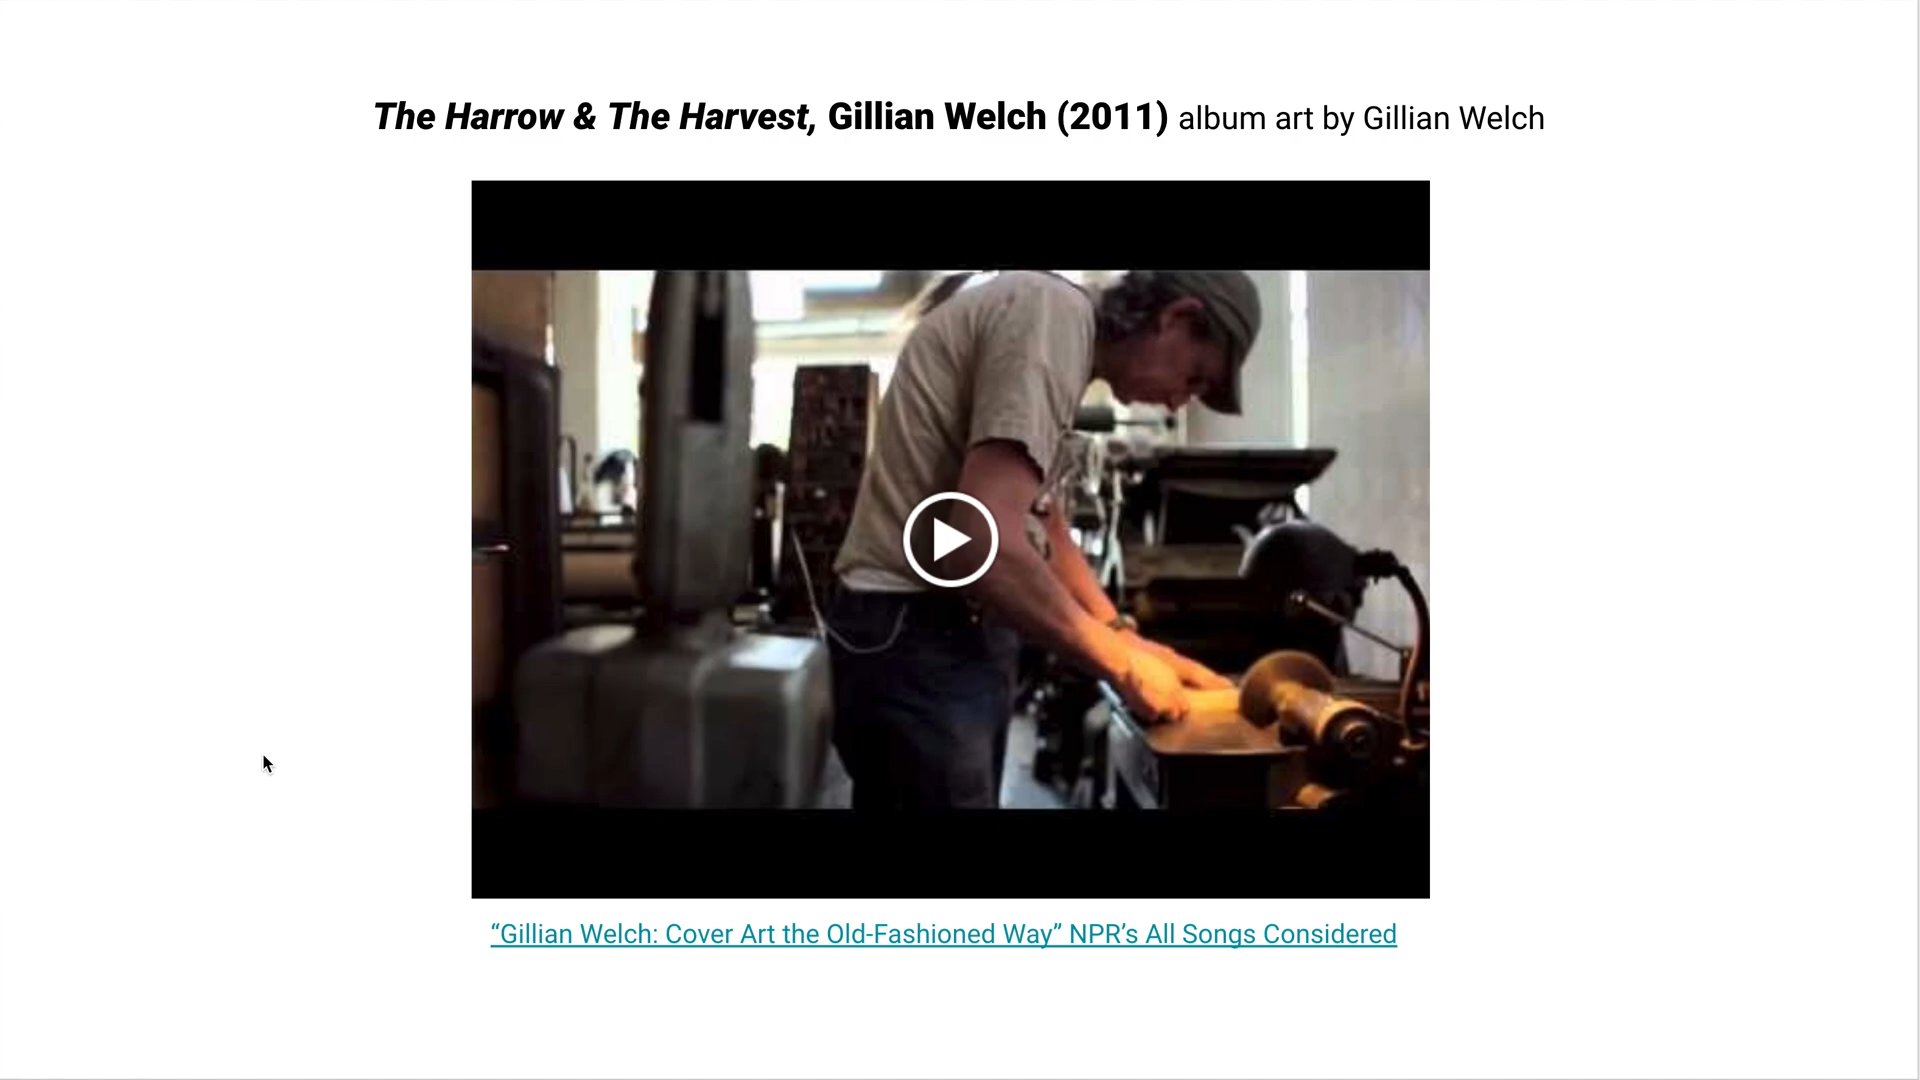 The Harrow & The Harvest, Gillian Welch (2011) album art by Gillian Welch
“Gillian Welch: Cover Art the Old-Fashioned Way” NPR’s All Songs Considered